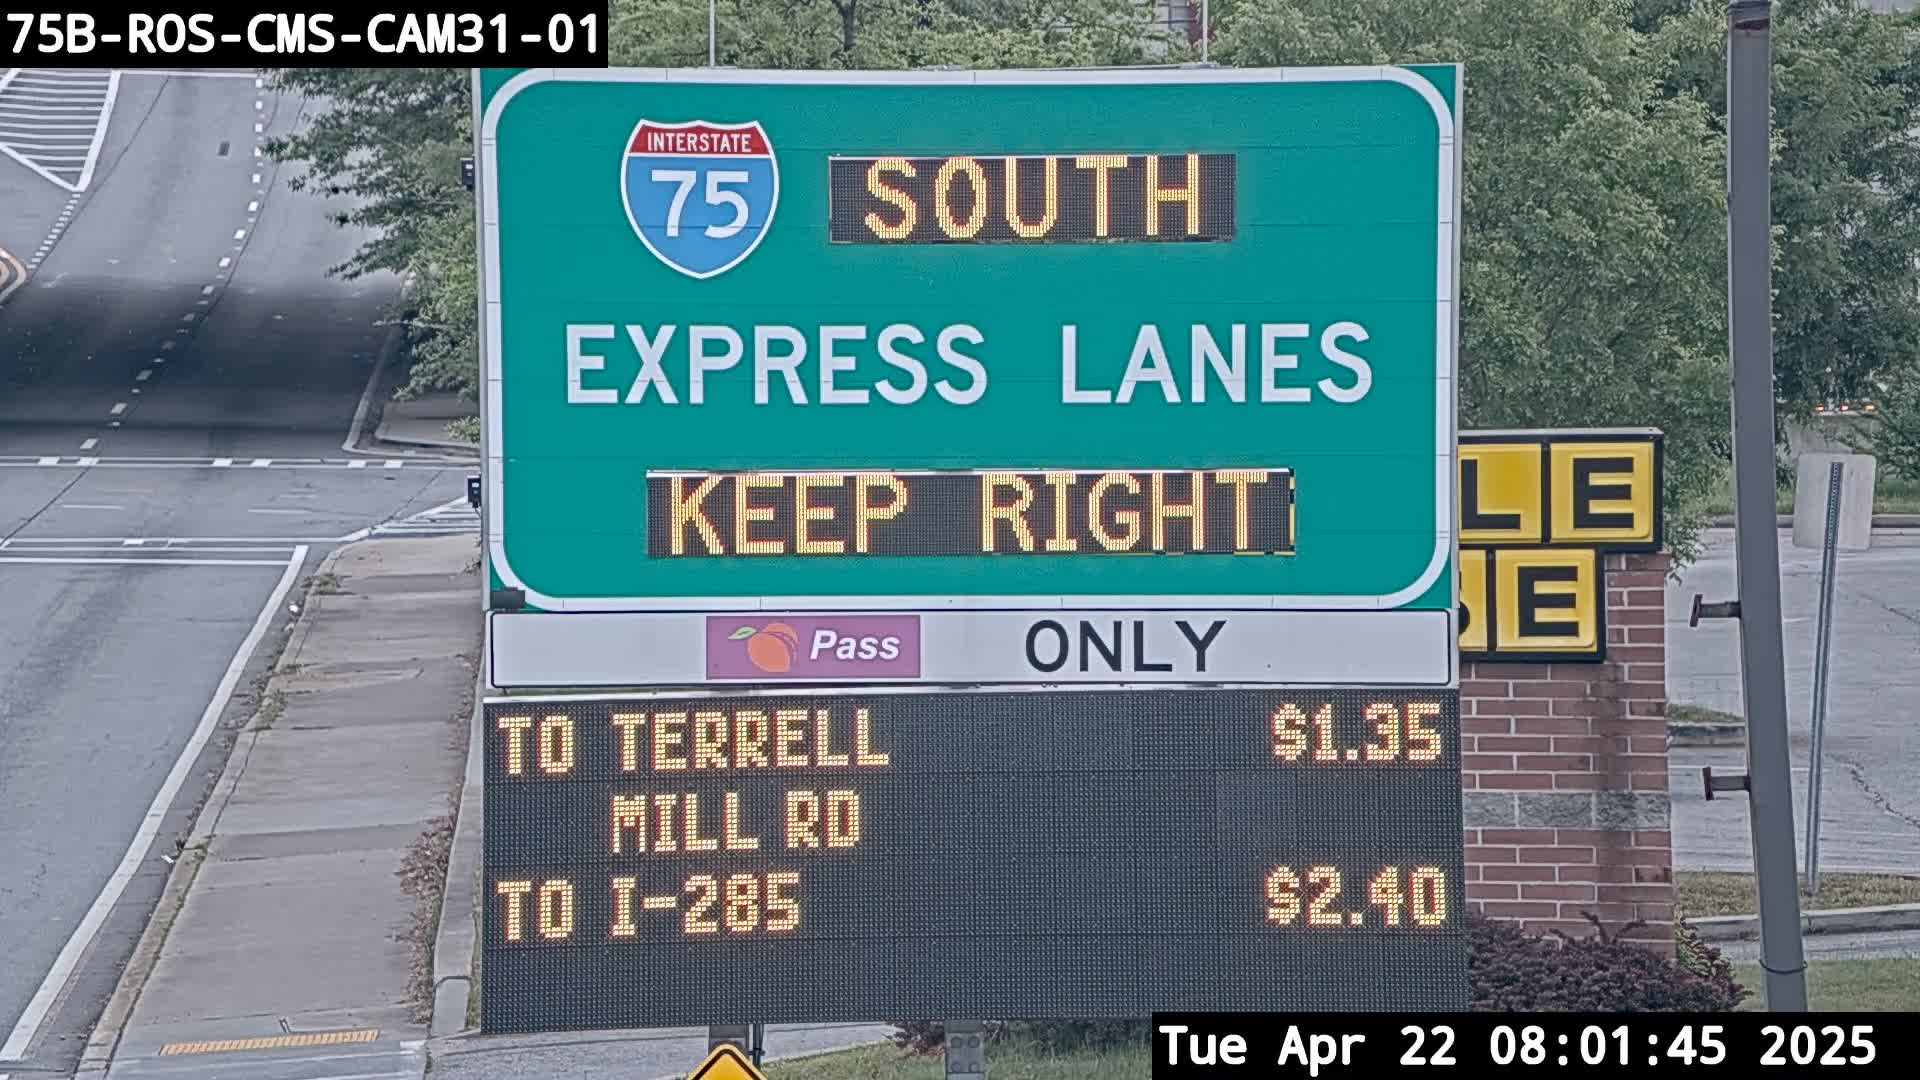 75B-ROS-CMS-CAM31-01
INTERSTATE
75
SOUTH
EXPRESS LANES
KEEP RIGHT
Pass ONLY
TO TERRELL $1.35
MILL RD
TO I-285 $2.40
LE
E
Tue Apr 22 08:01:45 2025